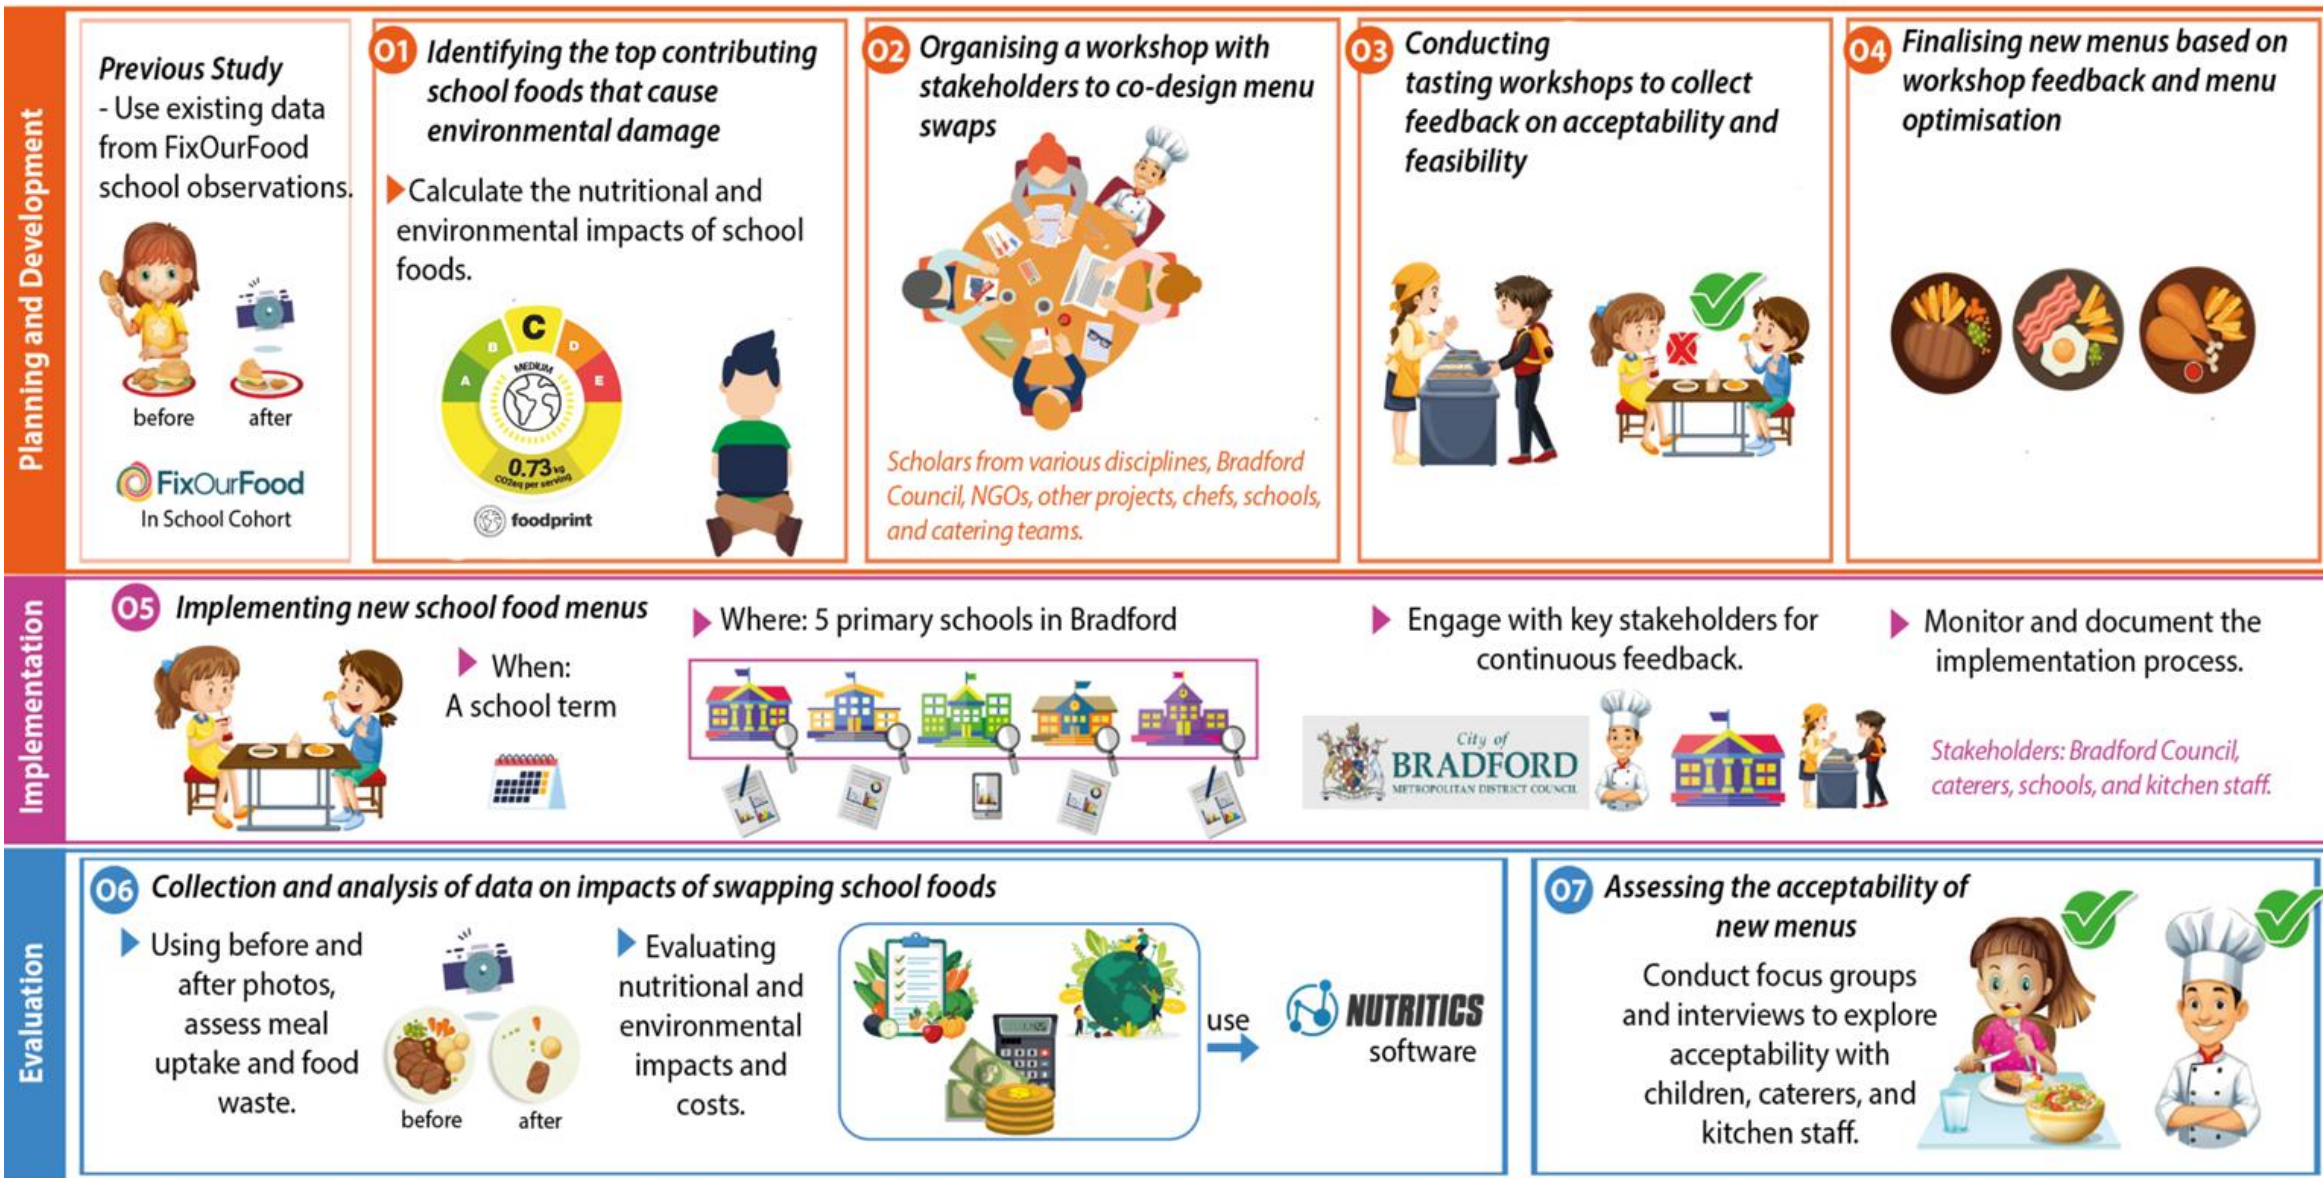 Planning and Development
Previous Study
- Use existing data
from FixOurFood
school observations.
before
after
FixOurFood
In School Cohort
01
Identifying the top contributing
school foods that cause
environmental damage
Calculate the nutritional and
environmental impacts of school
foods.
A
B
C
D
E
MEDIUM
0.73 kg
CO2eq per serving
foodprint
02
Organising a workshop with
stakeholders to co-design menu
swaps
Scholars from various disciplines, Bradford
Council, NGOs, other projects, chefs, schools,
and catering teams.
03
Conducting
tasting workshops to collect
feedback on acceptability and
feasibility
04
Finalising new menus based on
workshop feedback and menu
optimisation
Implementation
05
Implementing new school food menus
When:
A school term
Where: 5 primary schools in Bradford
Engage with key stakeholders for
continuous feedback.
City of
BRADFORD
METROPOLITAN DISTRICT COUNCIL
Monitor and document the
implementation process.
Stakeholders: Bradford Council,
caterers, schools, and kitchen staff.
Evaluation
06
Collection and analysis of data on impacts of swapping school foods
Using before and
after photos,
assess meal
uptake and food
waste.
before
after
Evaluating
nutritional and
environmental
impacts and
costs.
use
NUTRITICS
software
07
Assessing the acceptability of
new menus
Conduct focus groups
and interviews to explore
acceptability with
children, caterers, and
kitchen staff.